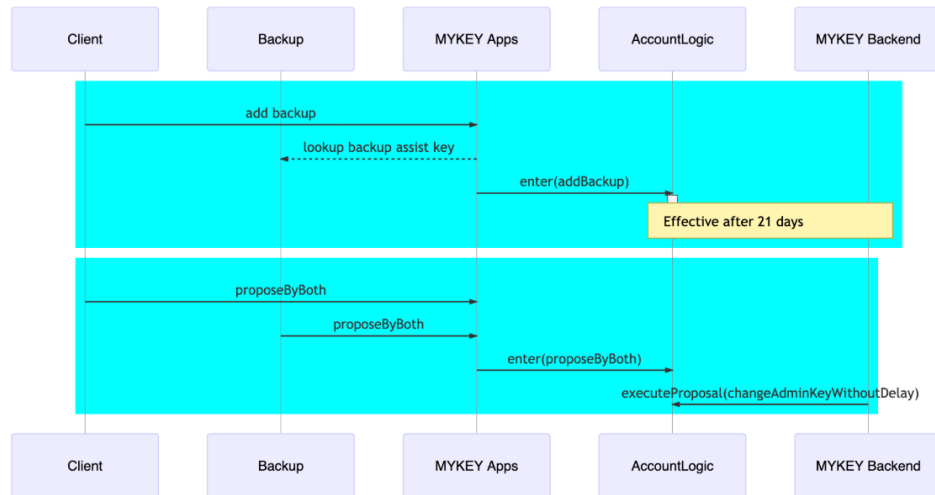 Client
Backup
MYKEY Apps
AccountLogic
MYKEY Backend
add backup
lookup backup assist key
enter(addBackup)
Effective after 21 days
proposeByBoth
proposeByBoth
enter(proposeByBoth)
executeProposal(changeAdminKeyWithoutDelay)
Client
Backup
MYKEY Apps
AccountLogic
MYKEY Backend